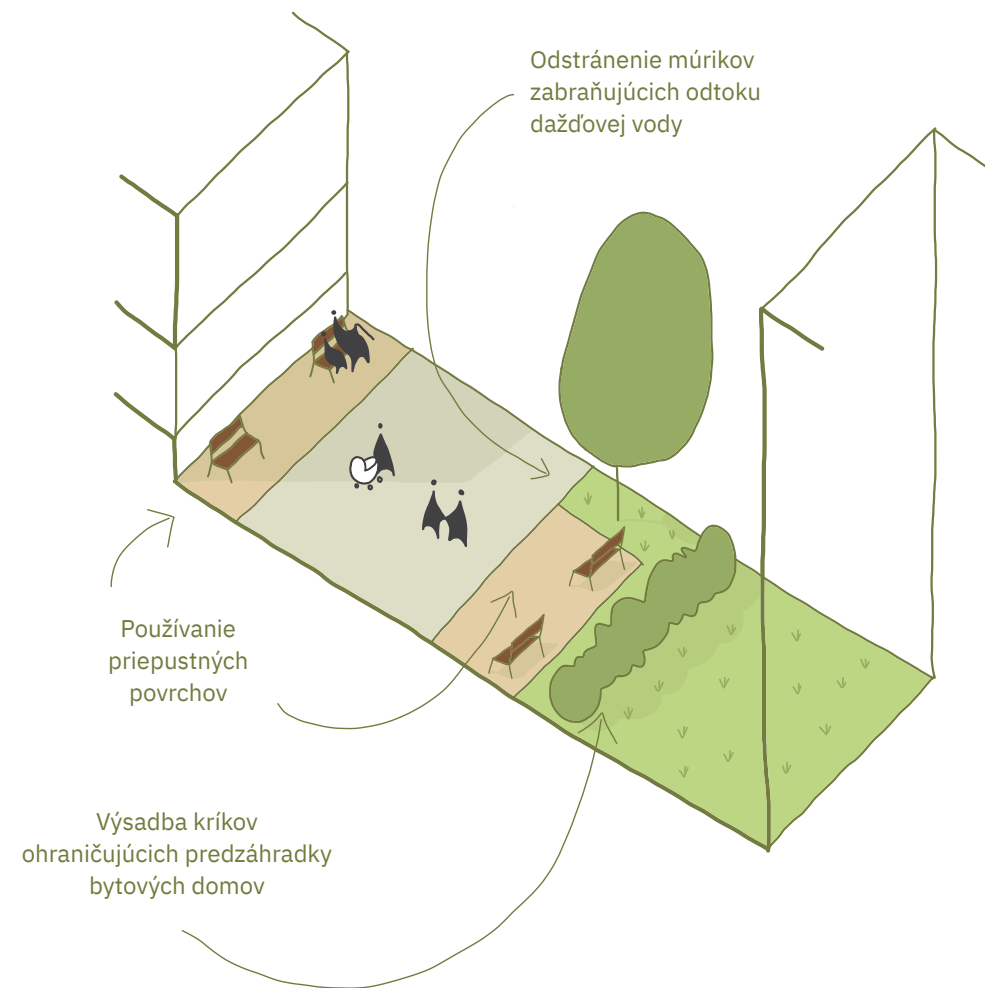 Odstránenie múrikov
zabraňujúcich odtoku
dažďovej vody
Používanie
priepustných
povrchov
Výsadba kríkov
ohraničujúcich predzáhradky
bytových domov